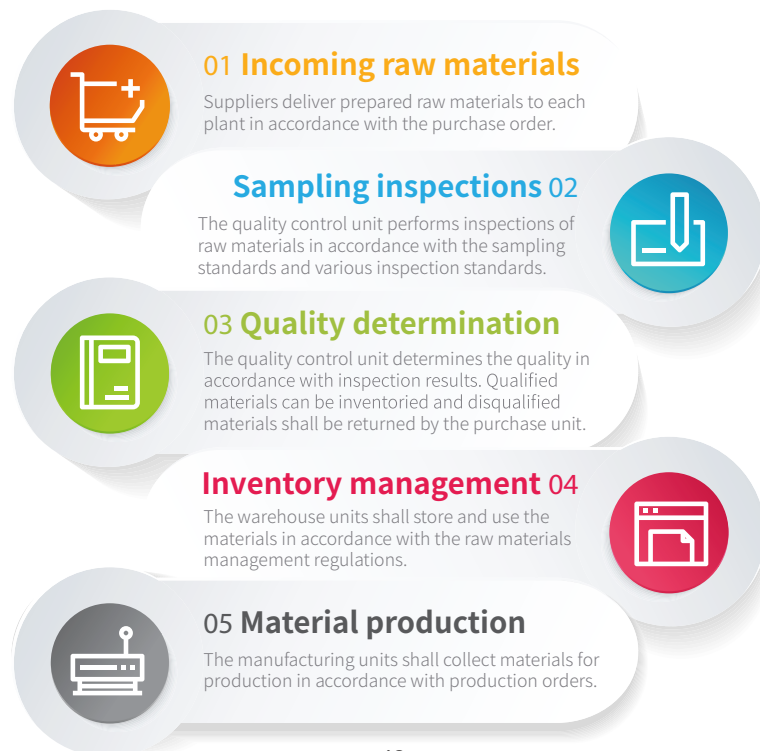 01 Incoming raw materials
Suppliers deliver prepared raw materials to each
plant in accordance with the purchase order.
Sampling inspections 02
The quality control unit performs inspections of
raw materials in accordance with the sampling
standards and various inspection standards.
03 Quality determination
The quality control unit determines the quality in
accordance with inspection results. Qualified
materials can be inventoried and disqualified
materials shall be returned by the purchase unit.
Inventory management 04
The warehouse units shall store and use the
materials in accordance with the raw materials
management regulations.
05 Material production
The manufacturing units shall collect materials for
production in accordance with production orders.